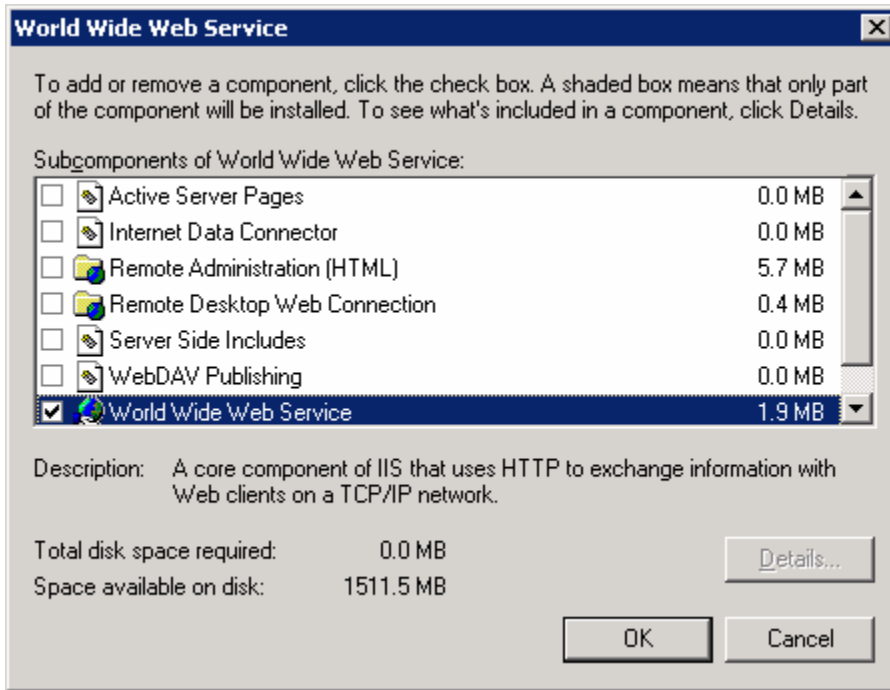 World Wide Web Service
To add or remove a component, click the check box. A shaded box means that only part
of the component will be installed. To see what's included in a component, click Details.
Subcomponents of World Wide Web Service:
Active Server Pages 0.0 MB
Internet Data Connector 0.0 MB
Remote Administration (HTML) 5.7 MB
Remote Desktop Web Connection 0.4 MB
Server Side Includes 0.0 MB
WebDAV Publishing 0.0 MB
World Wide Web Service 1.9 MB
Description: A core component of IIS that uses HTTP to exchange information with
Web clients on a TCP/IP network.
Total disk space required: 0.0 MB
Space available on disk: 1511.5 MB
Details...
OK Cancel